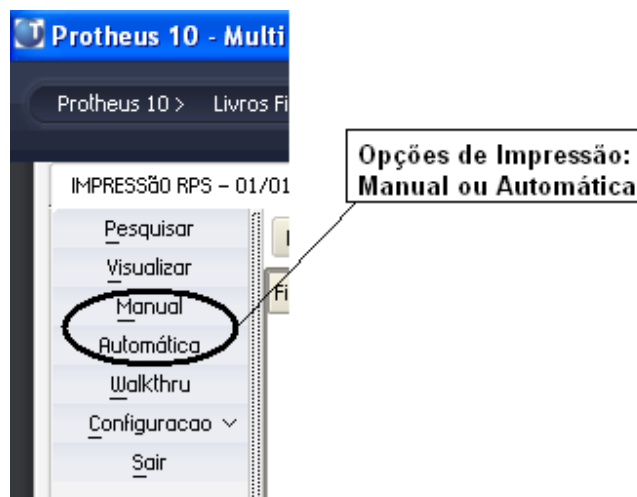 Protheus 10 - Multi
Protheus 10 > Livros Fi
Opções de Impressão:
Manual ou Automática
IMPRESSãO RPS - 01/01
Pesquisar
Visualizar
Fi
Manual
Automática
Walkthru
Configuracao
Sair